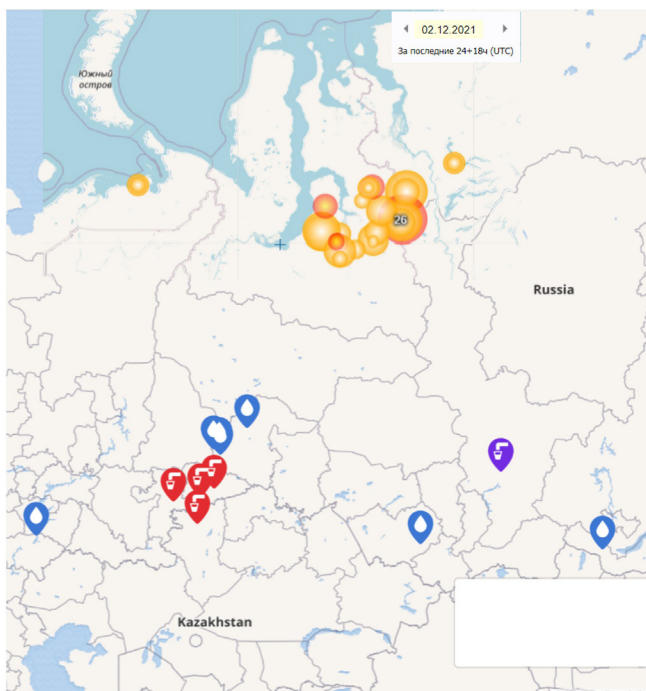 02.12.2021
За последние 24+18ч (UTC)
Южный
остров
26
Russia
Kazakhstan